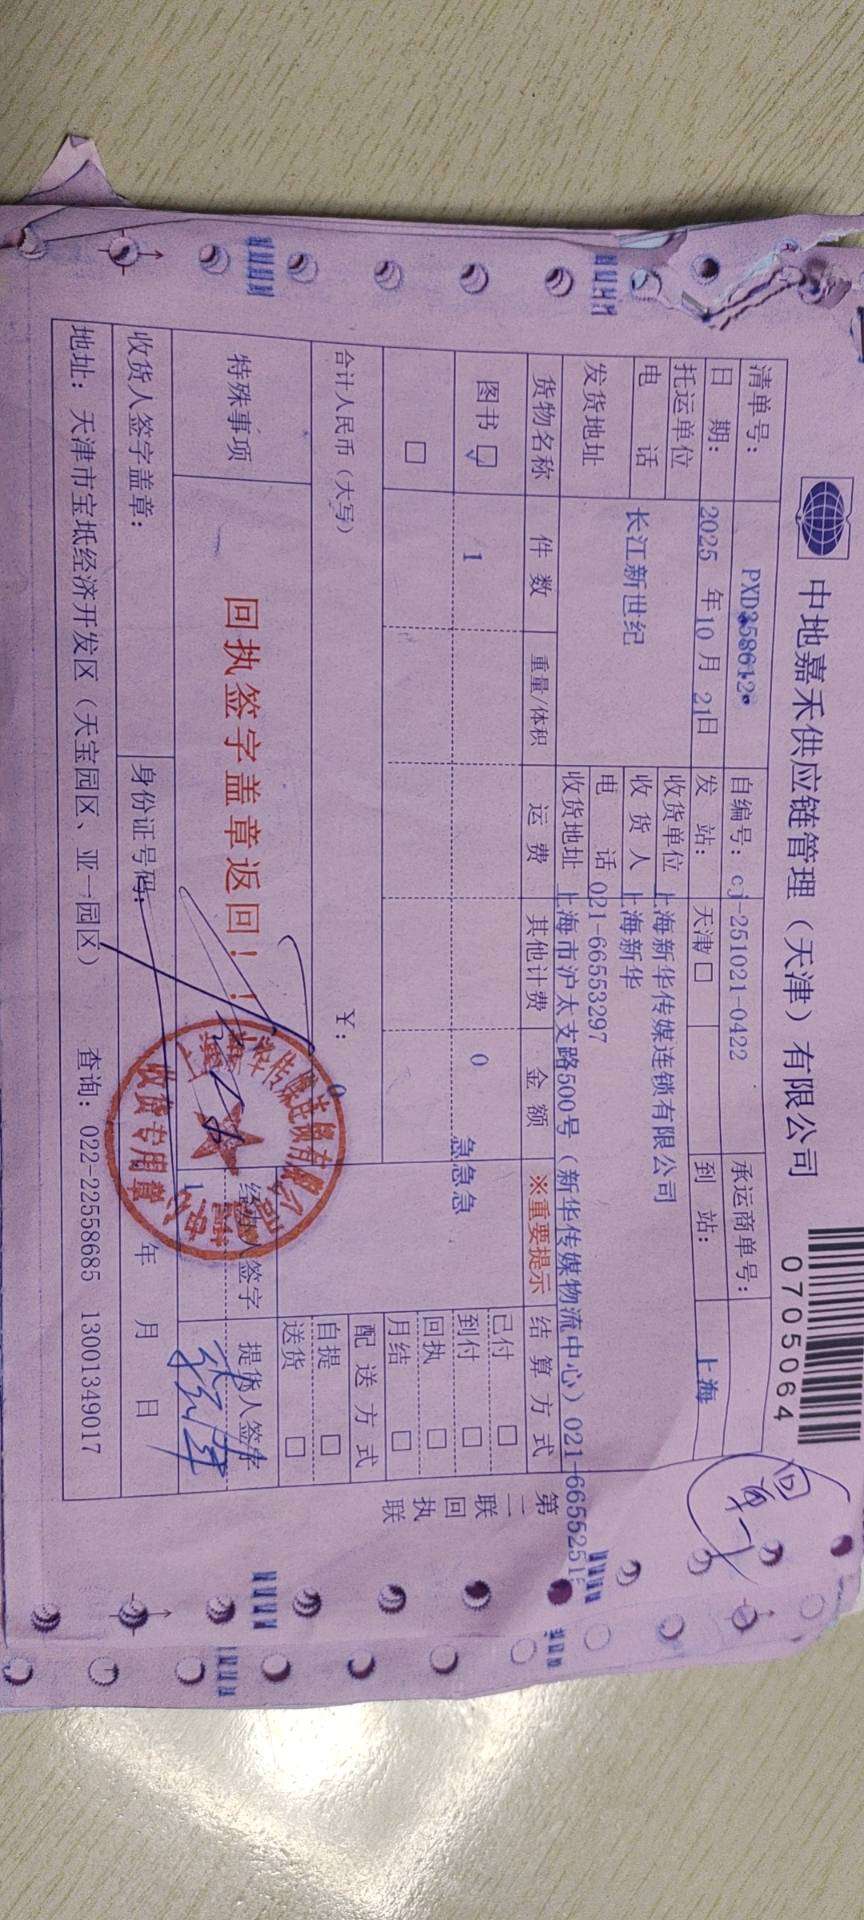 中地嘉禾供应链管理（天津）有限公司
0705064
回单
清单号：
自编号：cj-251021-0422 承运商单号：
日 期：2025 年 10 月 21日 发 站：天津□ 到 站：上海
托运单位 长江新世纪 收货单位 上海新华传媒连锁有限公司
电 话 收 货 人 上海新华
电 话 021-66553297
发货地址 收货地址 上海市沪太支路500号（新华传媒物流中心）021-6655251
货物名称 件 数 重量/体积 运 费 其他计费 金 额 ※重要提示 结 算 方 式
图书 ☑ 1 0 急急急
□
已付 □
到付 □
回执 □
月结 □
合计人民币（大写） ￥：0
配 送 方 式
自提 □
送货 □
特殊事项 回执签字盖章返回！！
经办人签字 提货人签字
1
收货人签字盖章： 身份证号码： 年 月 日
收货专用章
地址：天津市宝坻经济开发区（天宝园区、亚一园区） 查询：022-22558685 13001349017
第二联 回执联